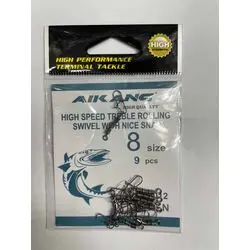 HIGH PERFORMANCE
TERMINAL TACKLE
HIGH
AIKANG
HIGH QUALITY
HIGH SPEED TREBLE ROLLING
SWIVEL WITH NICE SNAP
8 size
9 pcs